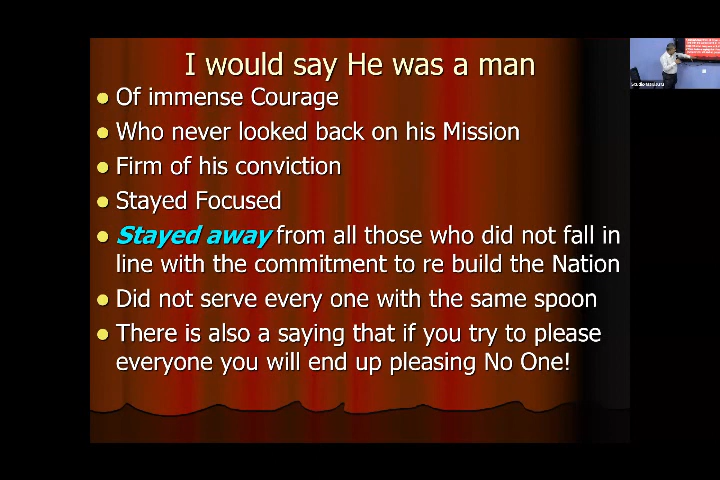 I would say He was a man
Of immense Courage
Who never looked back on his Mission
Firm of his conviction
Stayed Focused
Stayed away from all those who did not fall in
line with the commitment to re build the Nation
Did not serve every one with the same spoon
There is also a saying that if you try to please
everyone you will end up pleasing No One!